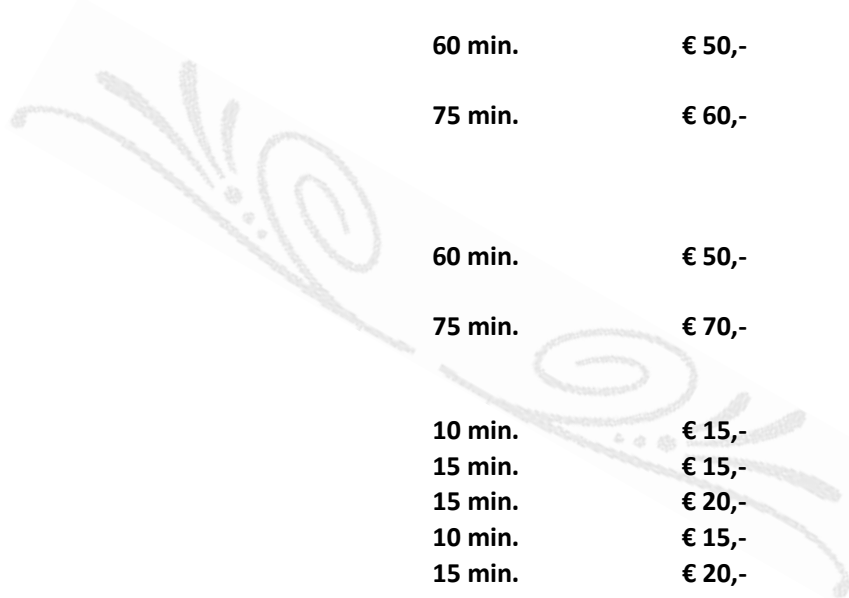 60 min. € 50,-
75 min. € 60,-
60 min. € 50,-
75 min. € 70,-
10 min. € 15,-
15 min. € 15,-
15 min. € 20,-
10 min. € 15,-
15 min. € 20,-